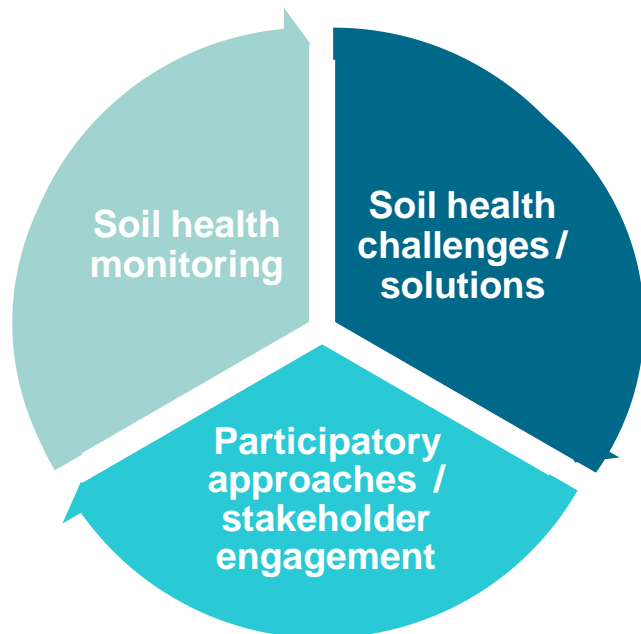 Soil health
monitoring
Soil health
challenges /
solutions
Participatory
approaches /
stakeholder
engagement